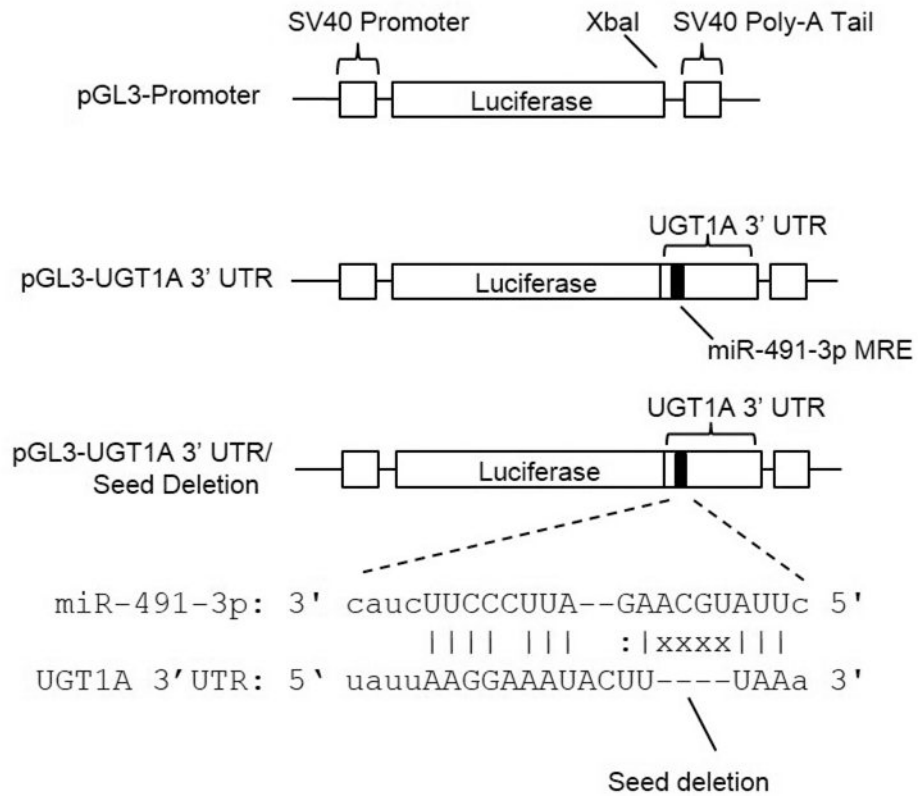 SV40 Promoter XbaI SV40 Poly-A Tail
pGL3-Promoter
Luciferase
UGT1A 3’ UTR
pGL3-UGT1A 3’ UTR
Luciferase
miR-491-3p MRE
UGT1A 3’ UTR
pGL3-UGT1A 3’ UTR/
Seed Deletion
Luciferase
miR-491-3p: 3' caucUUCCCUUA--GAACGUAUUc 5'
|||| ||| :|xxxx|||
UGT1A 3’UTR: 5‘ uauuAAGGAAAUACUU----UAAa 3'
Seed deletion